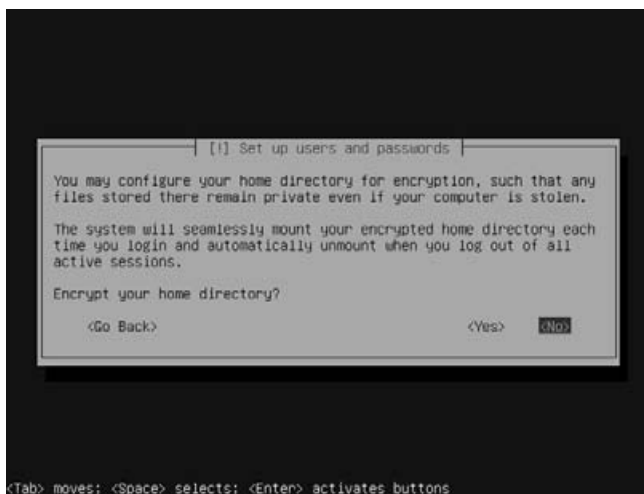 [!] Set up users and passwords
You may configure your home directory for encryption, such that any
files stored there remain private even if your computer is stolen.
The system will seamlessly mount your encrypted home directory each
time you login and automatically unmount when you log out of all
active sessions.
Encrypt your home directory?
<Go Back> <Yes> <No>
<Tab> moves; <Space> selects; <Enter> activates buttons